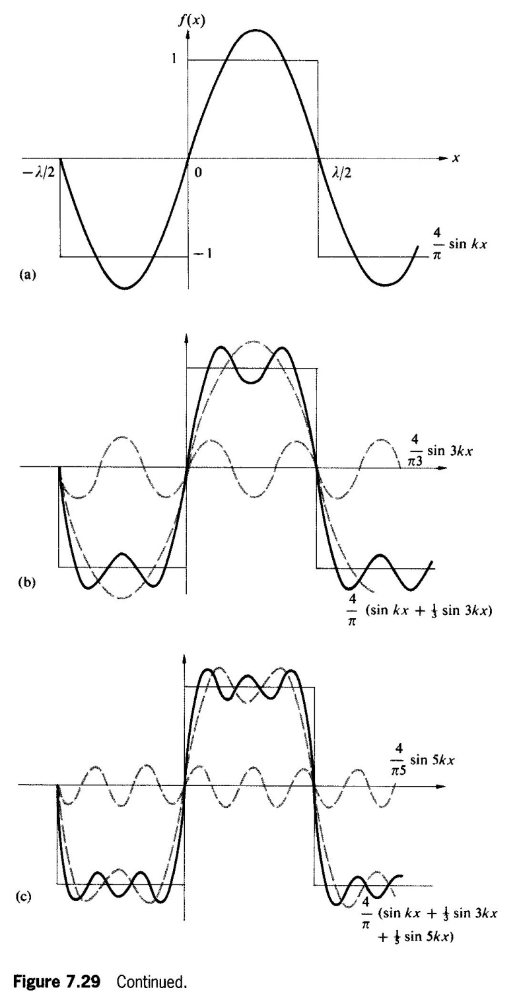 f(x)
1
x
−λ/2
0
λ/2
−1
4/π sin kx
(a)
4/π3 sin 3kx
(b)
4/π (sin kx + 1/3 sin 3kx)
4/π5 sin 5kx
(c)
4/π (sin kx + 1/3 sin 3kx
+ 1/5 sin 5kx)
Figure 7.29 Continued.